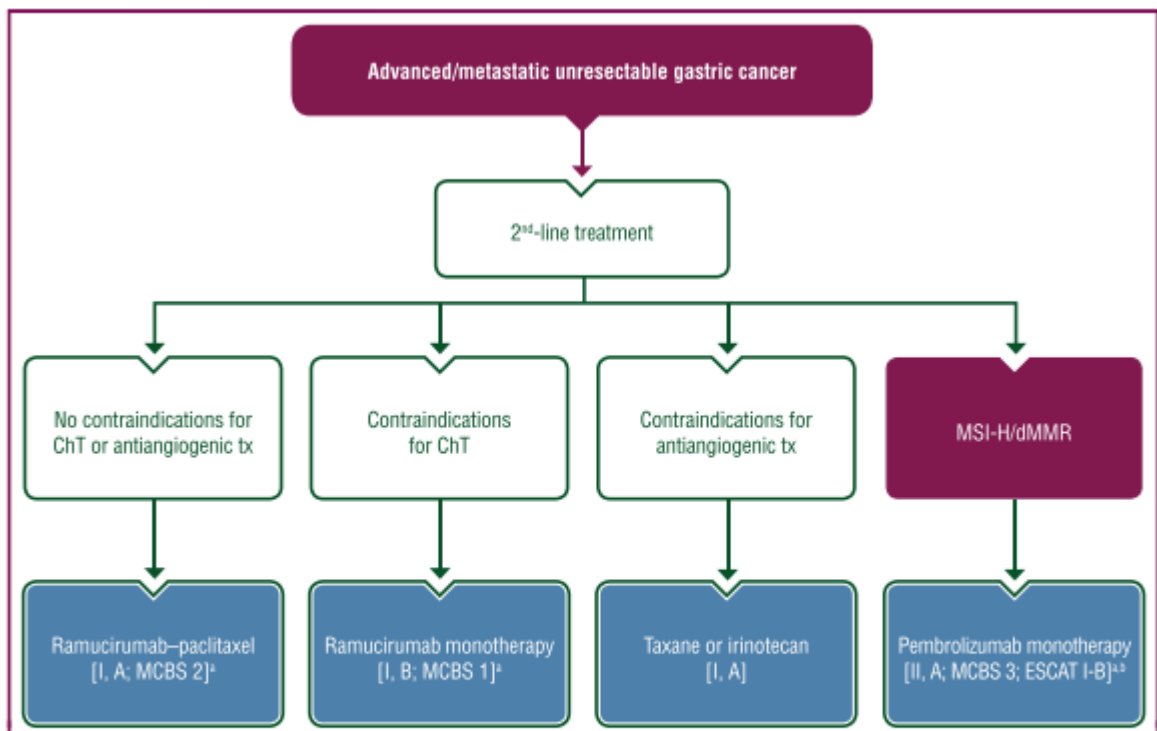 Advanced/metastatic unresectable gastric cancer
2ⁿᵈ-line treatment
No contraindications for
ChT or antiangiogenic tx
Contraindications
for ChT
Contraindications for
antiangiogenic tx
MSI-H/dMMR
Ramucirumab–paclitaxel
[I, A; MCBS 2]ᵃ
Ramucirumab monotherapy
[I, B; MCBS 1]ᵃ
Taxane or irinotecan
[I, A]
Pembrolizumab monotherapy
[II, A; MCBS 3; ESCAT I-B]ᵃ,ᵇ